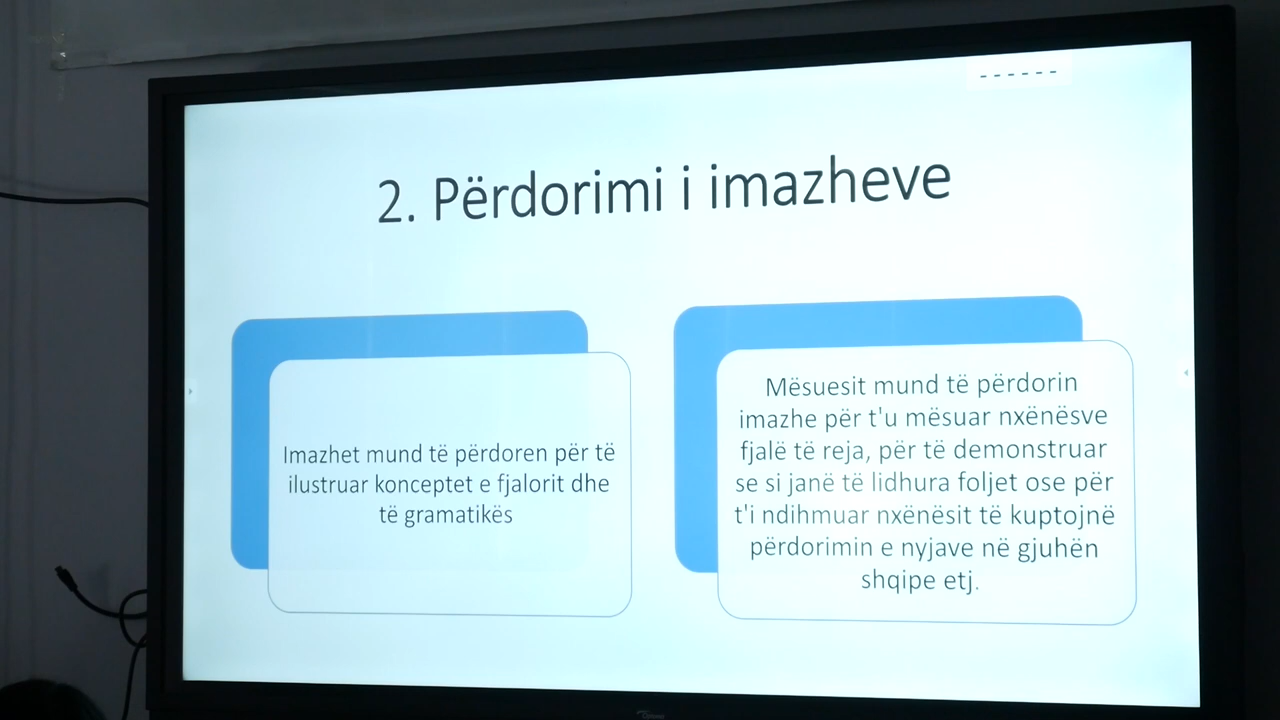 2. Përdorimi i imazheve
Imazhet mund të përdoren për të
ilustruar konceptet e fjalorit dhe
të gramatikës
Mësuesit mund të përdorin
imazhe për t'u mësuar nxënësve
fjalë të reja, për të demonstruar
se si janë të lidhura foljet ose për
t'i ndihmuar nxënësit të kuptojnë
përdorimin e nyjave në gjuhën
shqipe etj.